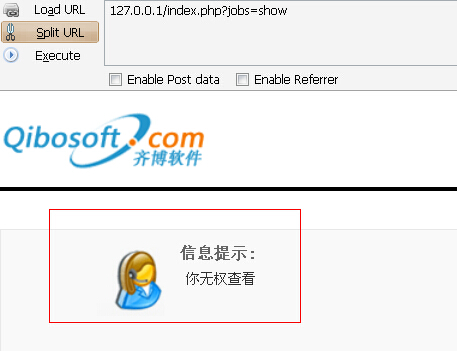 Load URL
127.0.0.1/index.php?jobs=show
Split URL
Execute
Enable Post data
Enable Referrer
Qibosoft.com
齐博软件
信息提示：
你无权查看